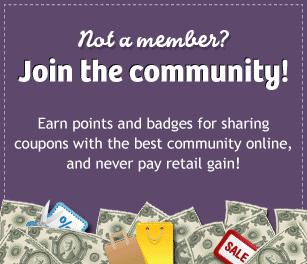 Not a member?
Join the community!
Earn points and badges for sharing
coupons with the best community online,
and never pay retail gain!
%
SALE